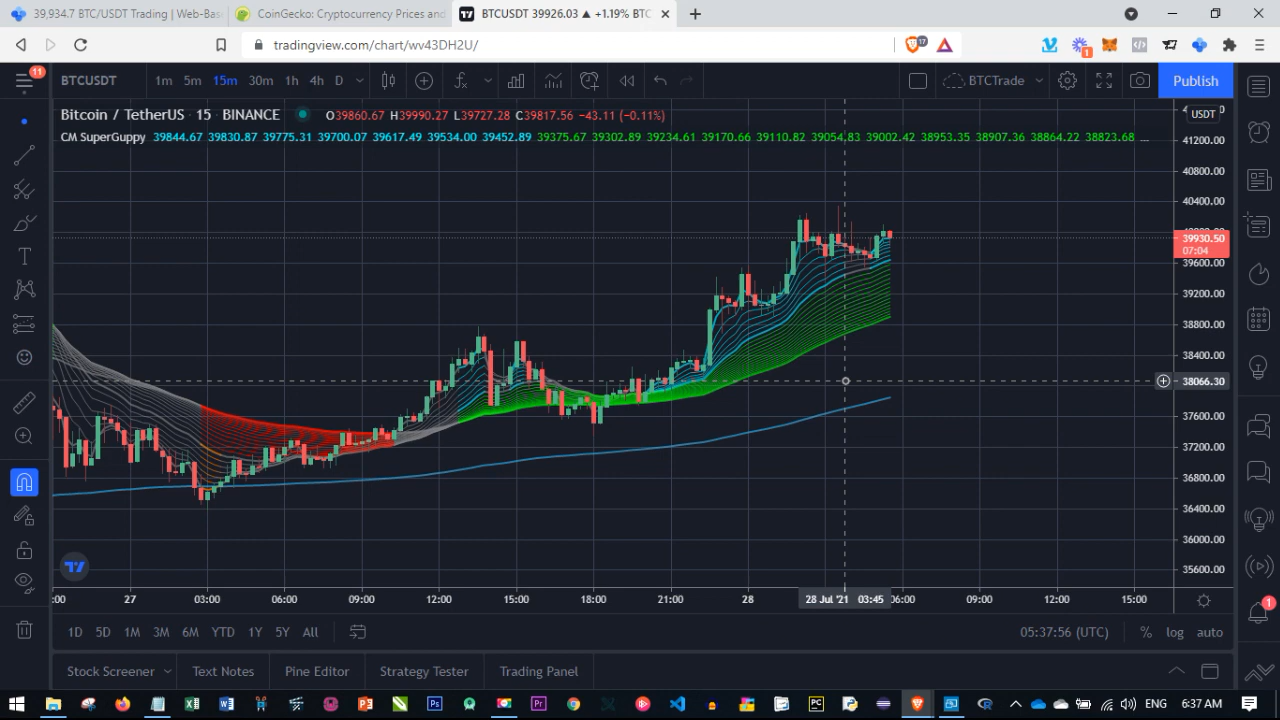 39,934.7 BTC/USDT Trading | Web-Base
CoinGecko: Cryptocurrency Prices and
BTCUSDT 39926.03 ▲ +1.19% BTC
tradingview.com/chart/wv43DH2U/
17
1
11
BTCUSDT
1m 5m 15m 30m 1h 4h D
BTCTrade
Publish
Bitcoin / TetherUS · 15 · BINANCE
O39860.67 H39990.27 L39727.28 C39817.56 −43.11 (−0.11%)
USDT
CM SuperGuppy 39844.67 39830.87 39775.31 39700.07 39617.49 39534.00 39452.89 39375.67 39302.89 39234.61 39170.66 39110.82 39054.83 39002.42 38953.35 38907.36 38864.22 38823.68 ...
41200.00
40800.00
40400.00
39930.50
07:04
39600.00
39200.00
38800.00
38400.00
38066.30
37600.00
37200.00
36800.00
36400.00
36000.00
35600.00
:00 27 03:00 06:00 09:00 12:00 15:00 18:00 21:00 28 28 Jul '21 03:45 06:00 09:00 12:00 15:00
1D 5D 1M 3M 6M YTD 1Y 5Y All
05:37:56 (UTC) % log auto
1
Stock Screener Text Notes Pine Editor Strategy Tester Trading Panel
ENG 6:37 AM